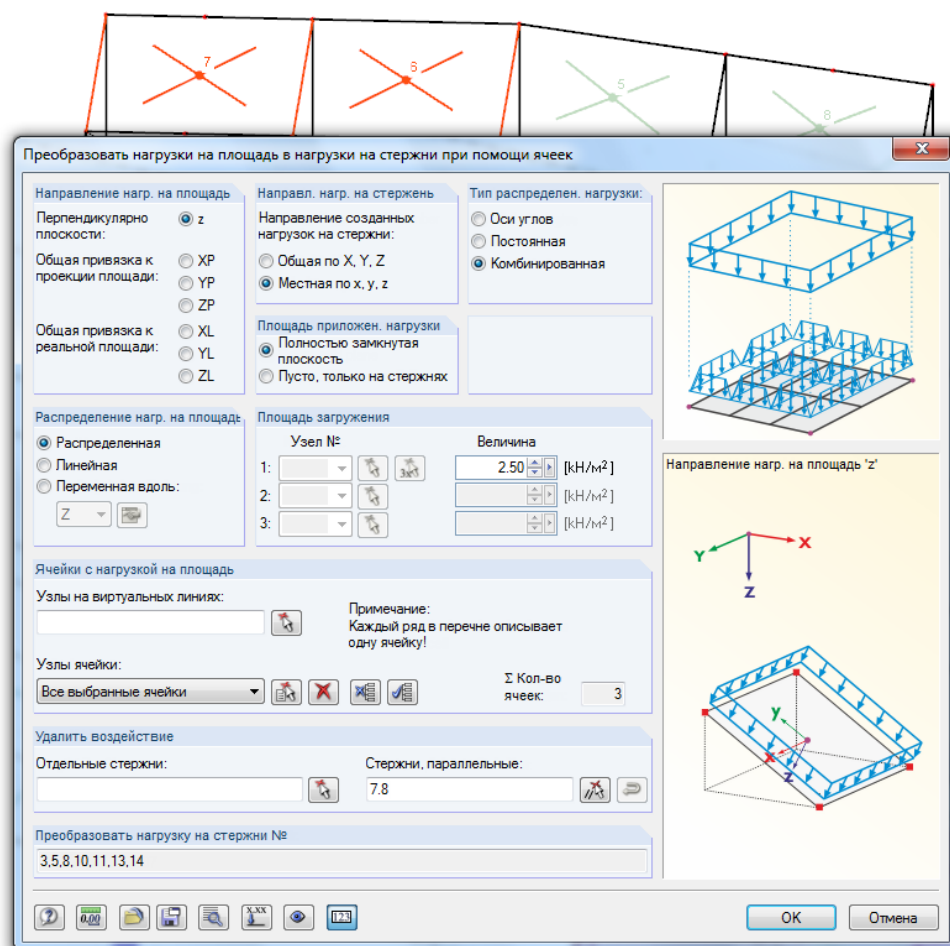 7
6
5
8
Преобразовать нагрузки на площадь в нагрузки на стержни при помощи ячеек
Направление нагр. на площадь
Перпендикулярно
плоскости:
z
Общая привязка к
проекции площади:
XP
YP
ZP
Общая привязка к
реальной площади:
XL
YL
ZL
Направл. нагр. на стержень
Направление созданных
нагрузок на стержни:
Общая по X, Y, Z
Местная по x, y, z
Тип распределен. нагрузки:
Оси углов
Постоянная
Комбинированная
Площадь приложен. нагрузки
Полностью замкнутая
плоскость
Пусто, только на стержнях
Распределение нагр. на площадь
Распределенная
Линейная
Переменная вдоль:
Z
Площадь загружения
Узел № Величина
1: 3x 2.50 [kH/м²]
2: [kH/м²]
3: [kH/м²]
Направление нагр. на площадь 'z'
X
Y
Z
y
x
z
Ячейки с нагрузкой на площадь
Узлы на виртуальных линиях:
Примечание:
Каждый ряд в перечне описывает
одну ячейку!
Узлы ячейки:
Все выбранные ячейки
Σ Кол-во
ячеек:
3
Удалить воздействие
Отдельные стержни:
Стержни, параллельные:
7.8
Преобразовать нагрузку на стержни №
3,5,8,10,11,13,14
0.00
x.xx
123
OK
Отмена